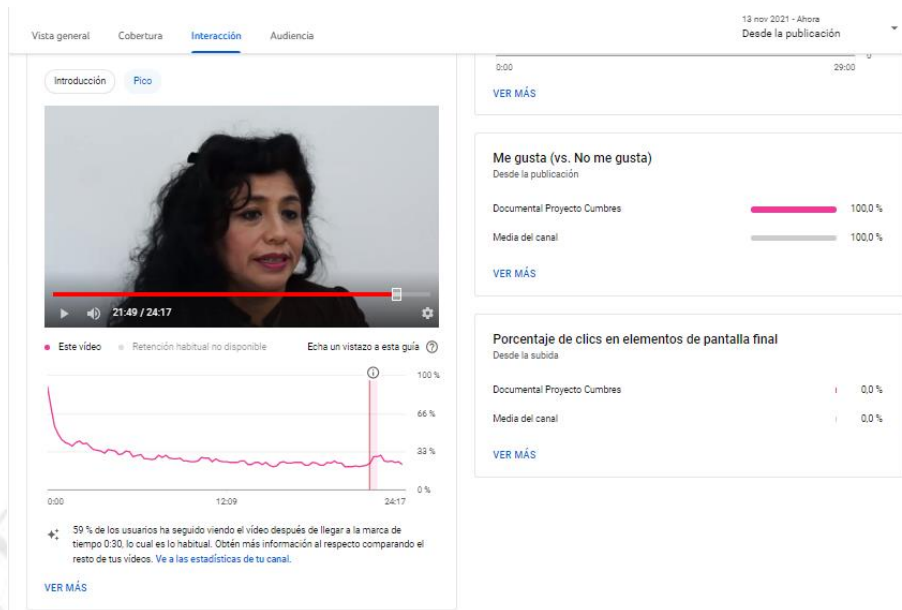 Vista general Cobertura Interacción Audiencia
13 nov 2021 - Ahora
Desde la publicación
Introducción Pico
21:49 / 24:17
Este vídeo Retención habitual no disponible Echa un vistazo a esta guía
100 %
66 %
33 %
0 %
0:00 12:09 24:17
59 % de los usuarios ha seguido viendo el vídeo después de llegar a la marca de
tiempo 0:30, lo cual es lo habitual. Obtén más información al respecto comparando el
resto de tus vídeos. Ve a las estadísticas de tu canal.
VER MÁS
0
0:00 29:00
VER MÁS
Me gusta (vs. No me gusta)
Desde la publicación
Documental Proyecto Cumbres 100,0 %
Media del canal 100,0 %
VER MÁS
Porcentaje de clics en elementos de pantalla final
Desde la subida
Documental Proyecto Cumbres 0,0 %
Media del canal 0,0 %
VER MÁS